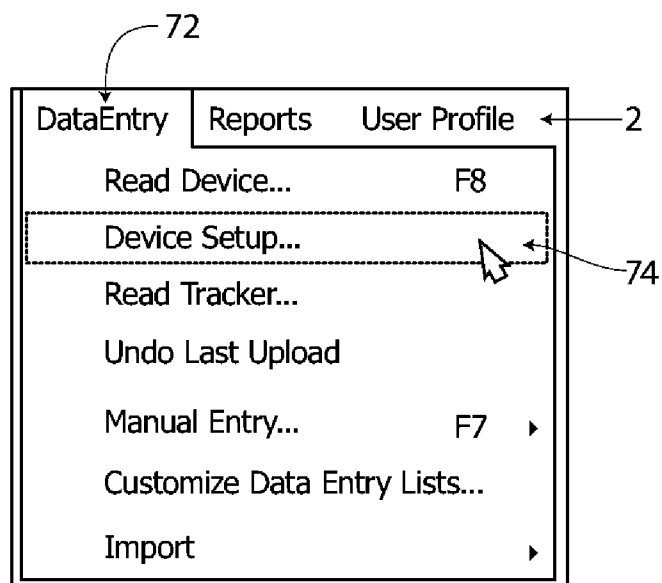 72
DataEntry Reports User Profile 2
Read Device... F8
Device Setup...
74
Read Tracker...
Undo Last Upload
Manual Entry... F7
Customize Data Entry Lists...
Import